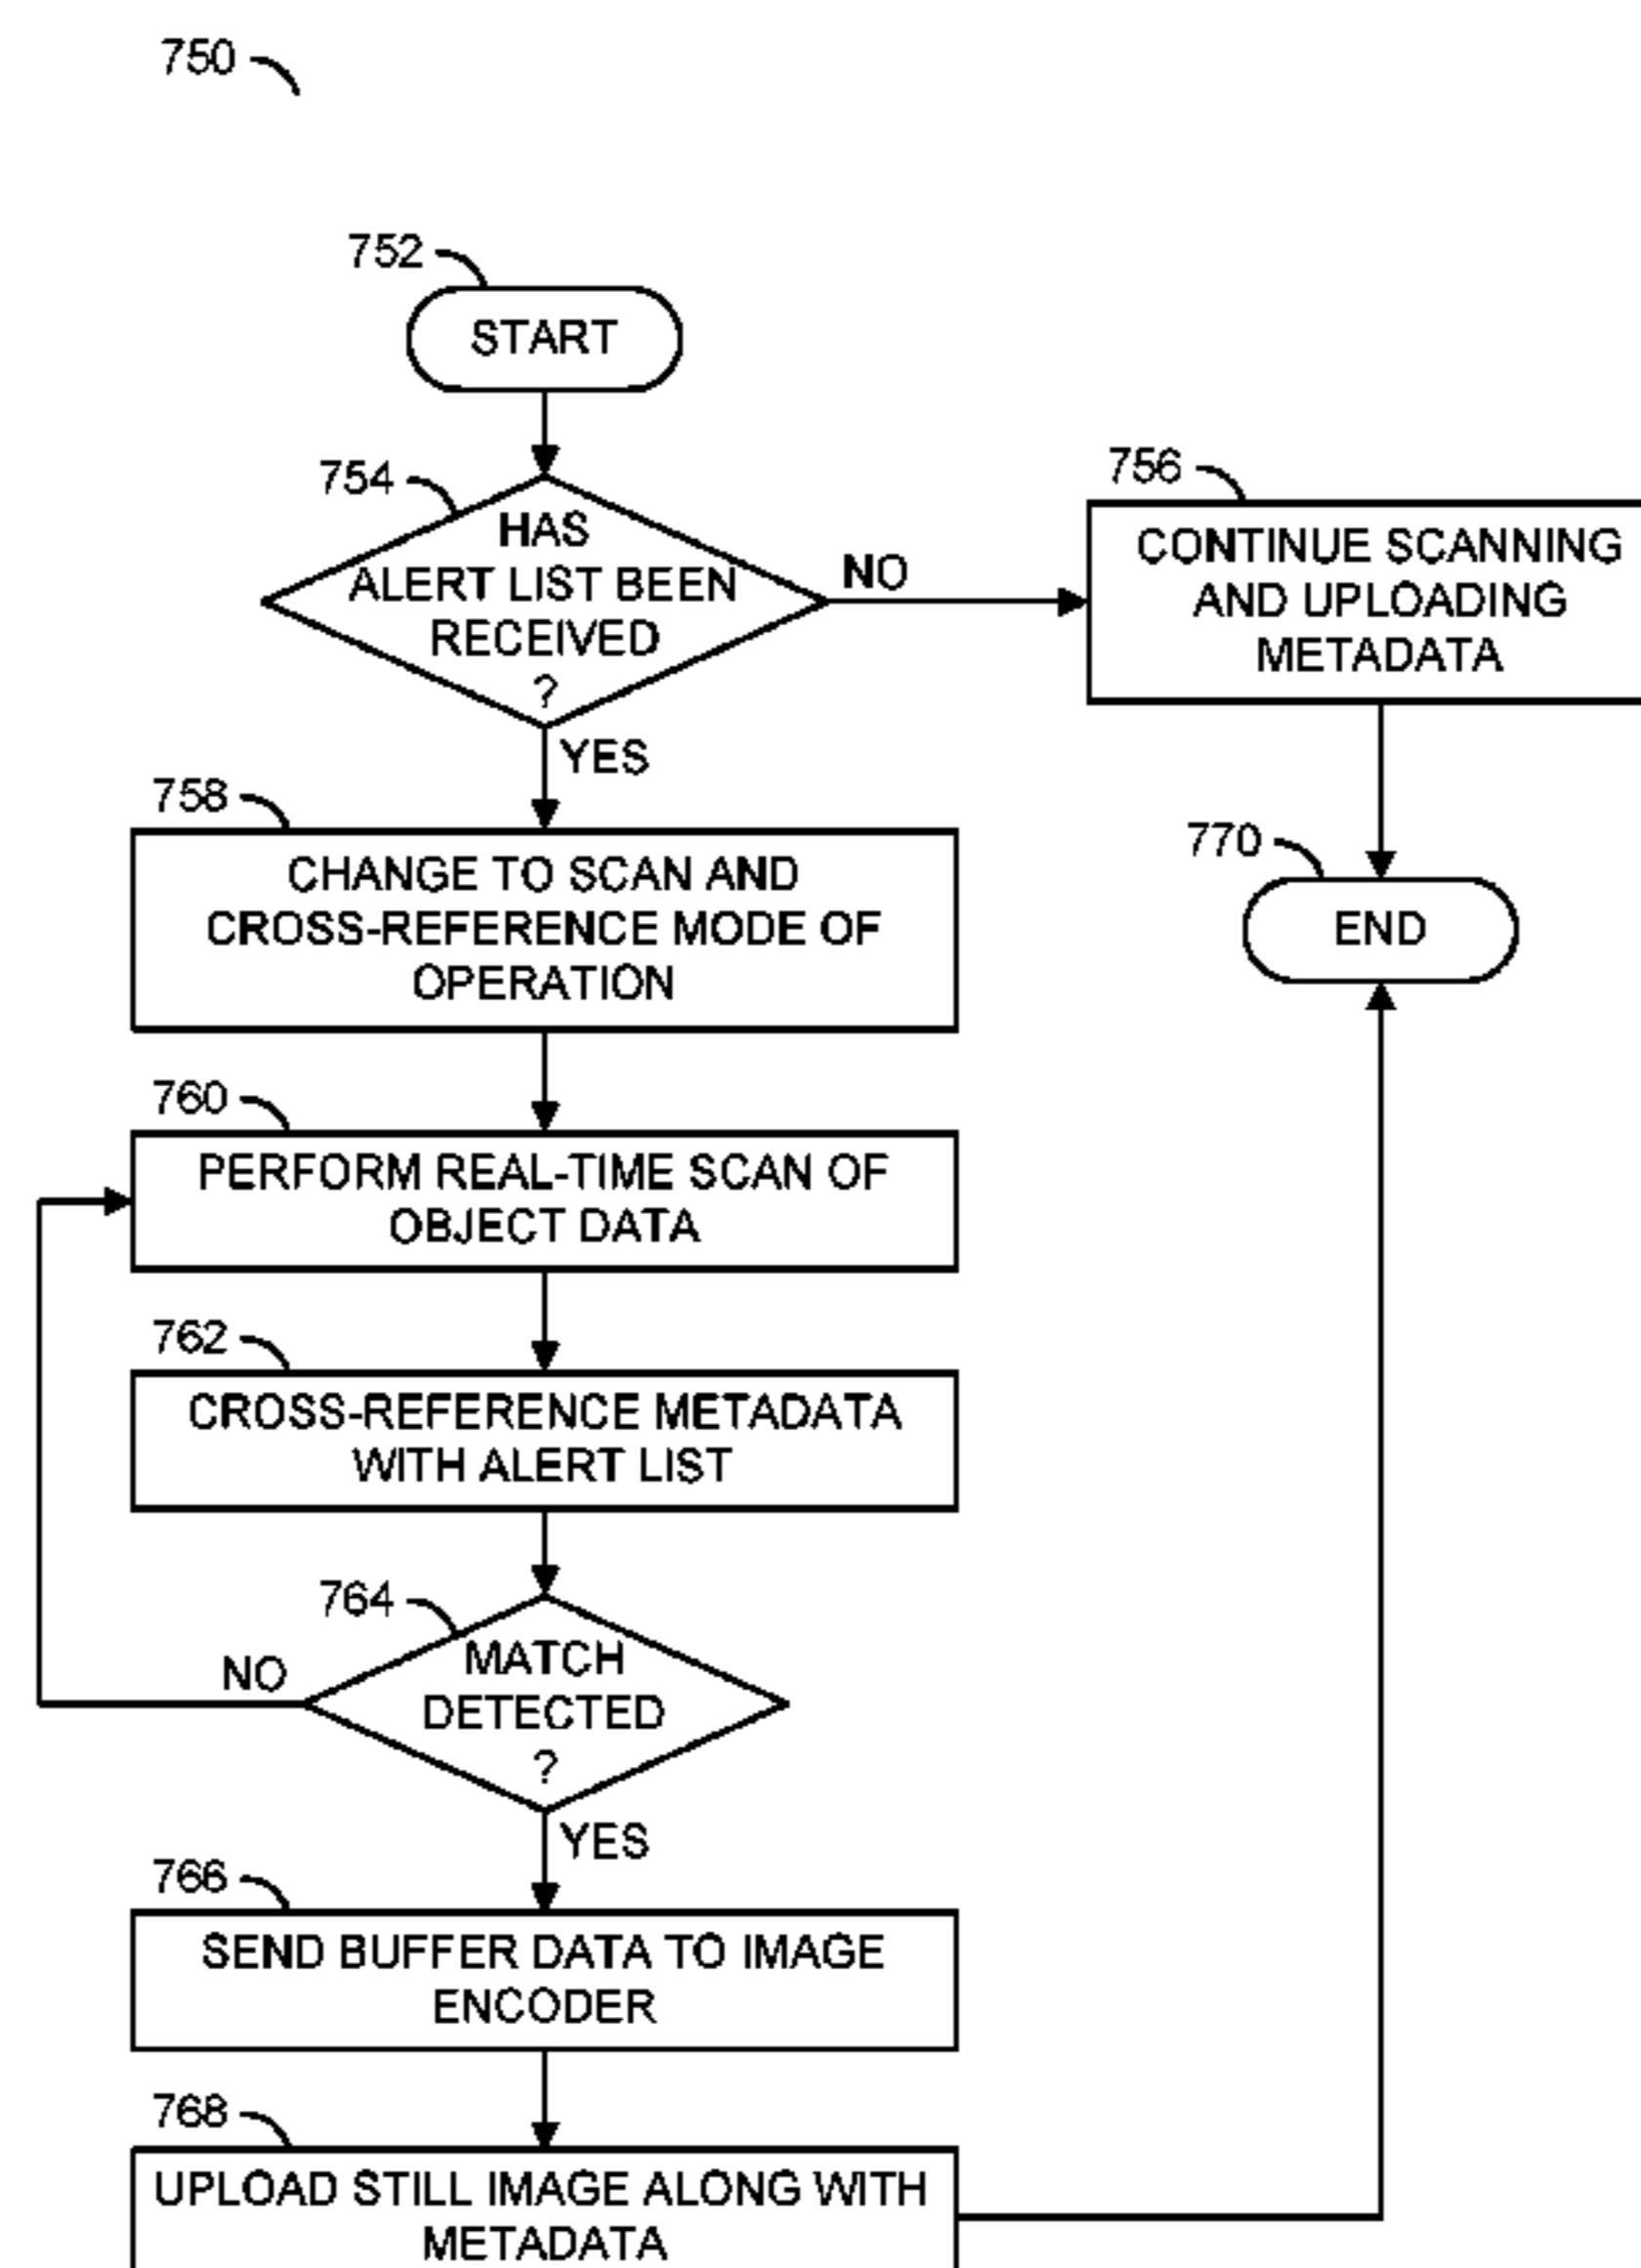 750
752
START
754
HAS
ALERT LIST BEEN
RECEIVED
?
NO
756
CONTINUE SCANNING
AND UPLOADING
METADATA
YES
758
CHANGE TO SCAN AND
CROSS-REFERENCE MODE OF
OPERATION
770
END
760
PERFORM REAL-TIME SCAN OF
OBJECT DATA
762
CROSS-REFERENCE METADATA
WITH ALERT LIST
764
MATCH
DETECTED
?
NO
YES
766
SEND BUFFER DATA TO IMAGE
ENCODER
768
UPLOAD STILL IMAGE ALONG WITH
METADATA